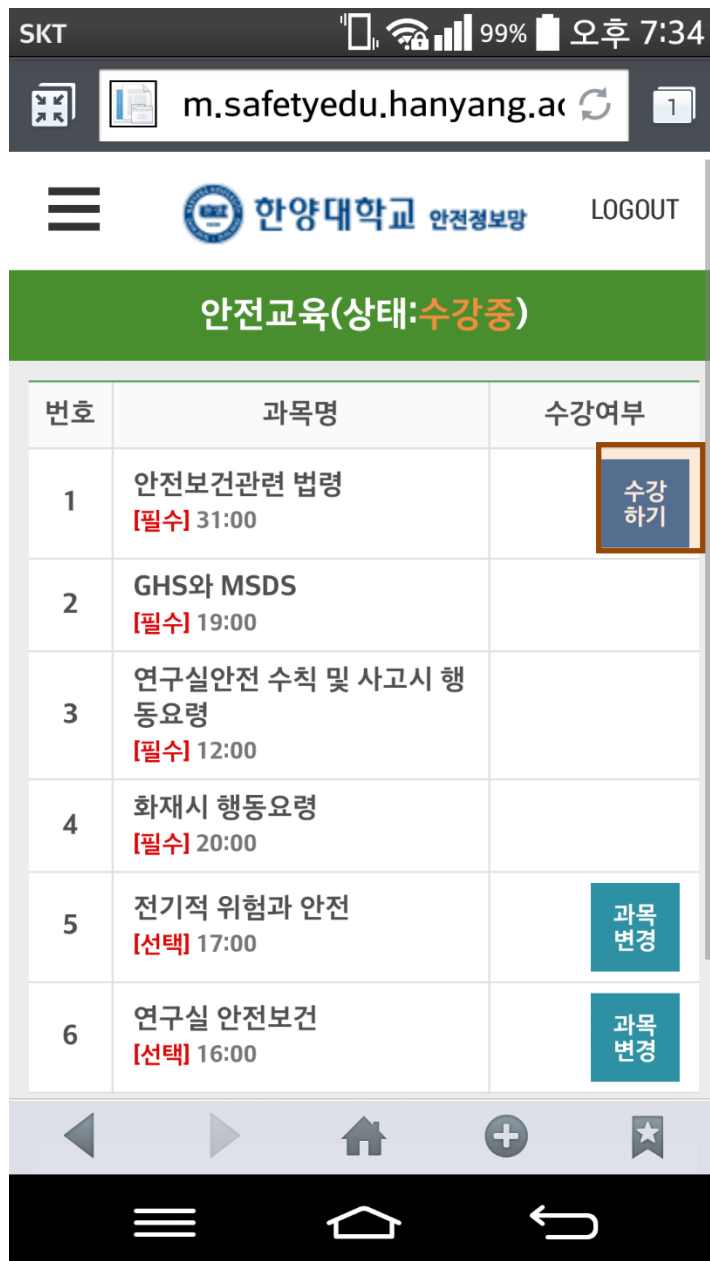 SKT 99% 오후 7:34
m.safetyedu.hanyang.ac 1
한양대학교 안전정보망 LOGOUT
안전교육(상태:수강중)
번호 과목명 수강여부
1 안전보건관련 법령
[필수] 31:00
수강
하기
2 GHS와 MSDS
[필수] 19:00
3 연구실안전 수칙 및 사고시 행
동요령
[필수] 12:00
4 화재시 행동요령
[필수] 20:00
5 전기적 위험과 안전
[선택] 17:00
과목
변경
6 연구실 안전보건
[선택] 16:00
과목
변경